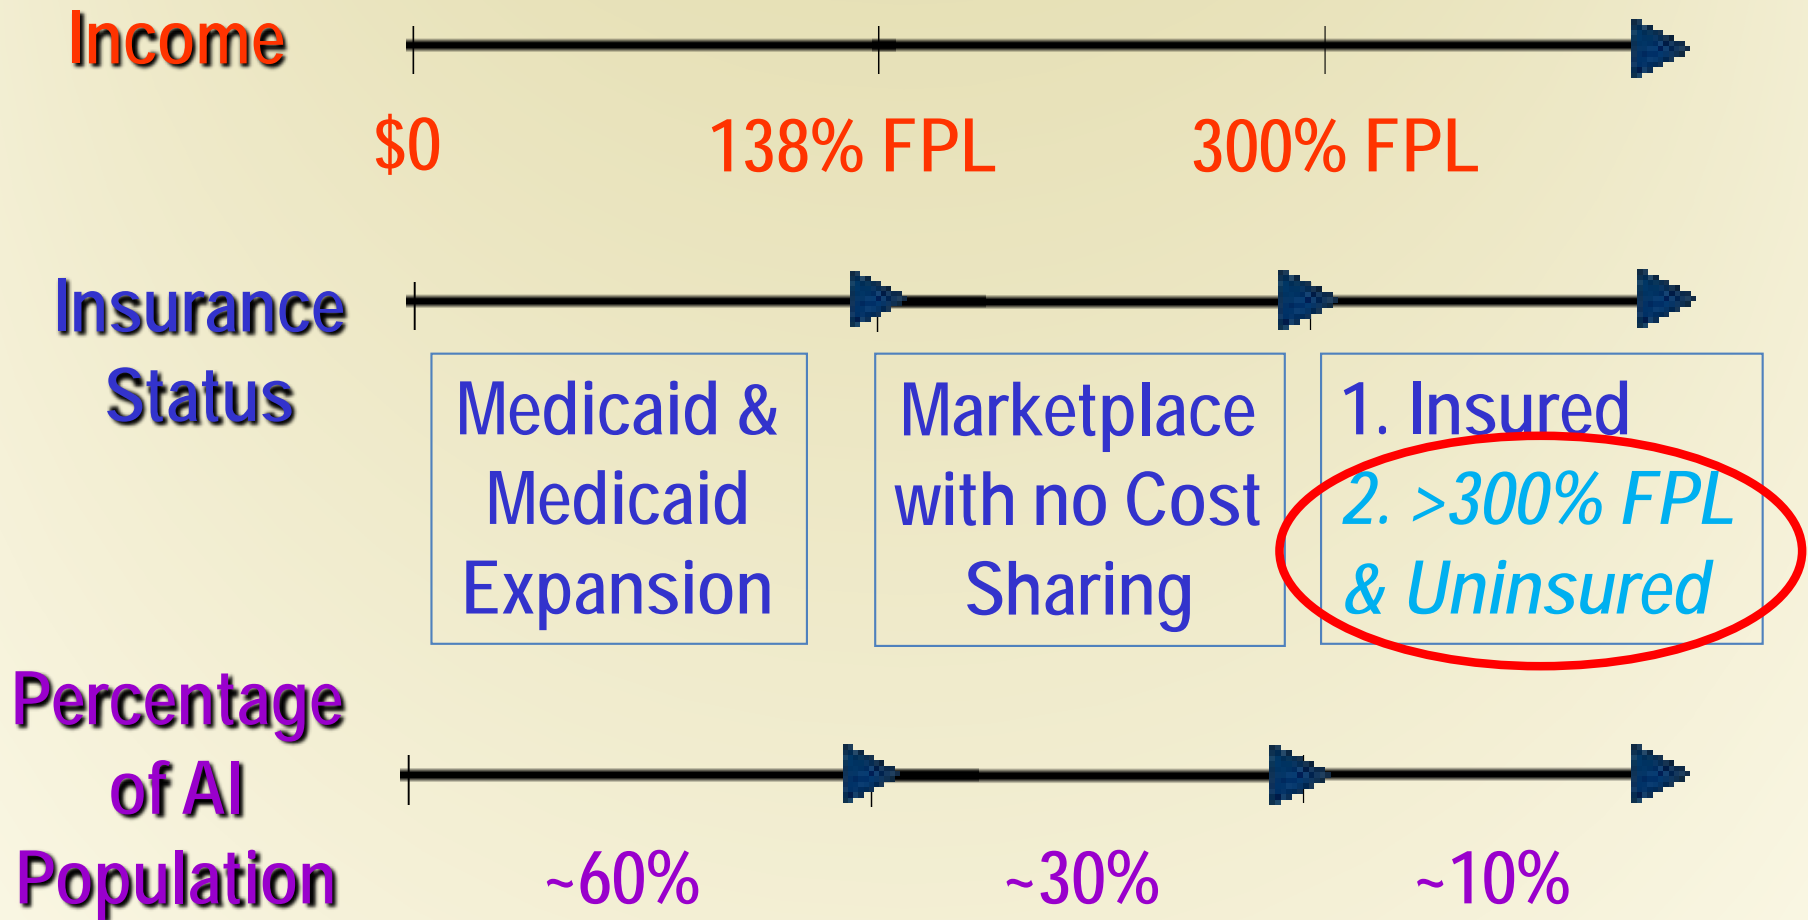 Income
$0 138% FPL 300% FPL
Insurance
Status
Medicaid &
Medicaid
Expansion
Marketplace
with no Cost
Sharing
1. Insured
2. >300% FPL
& Uninsured
Percentage
of AI
Population
~60% ~30% ~10%